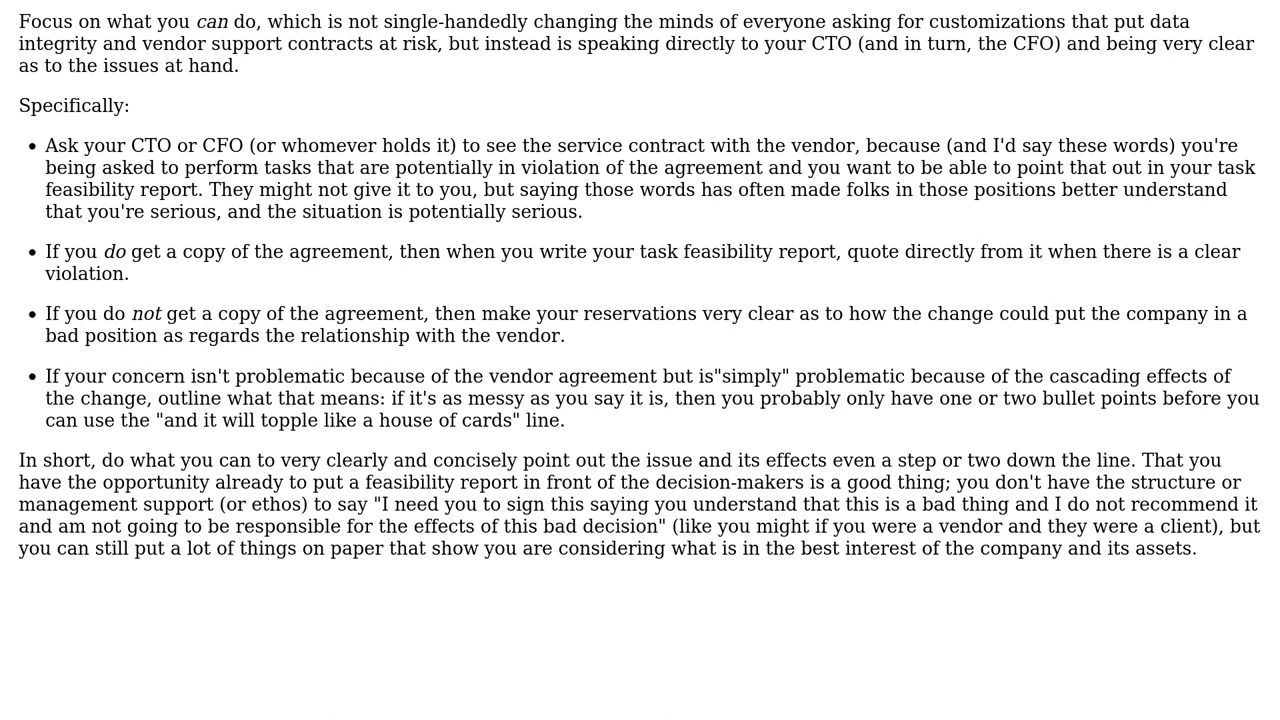 Focus on what you can do, which is not single-handedly changing the minds of everyone asking for customizations that put data
integrity and vendor support contracts at risk, but instead is speaking directly to your CTO (and in turn, the CFO) and being very clear
as to the issues at hand.
Specifically:
• Ask your CTO or CFO (or whomever holds it) to see the service contract with the vendor, because (and I'd say these words) you're
being asked to perform tasks that are potentially in violation of the agreement and you want to be able to point that out in your task
feasibility report. They might not give it to you, but saying those words has often made folks in those positions better understand
that you're serious, and the situation is potentially serious.
• If you do get a copy of the agreement, then when you write your task feasibility report, quote directly from it when there is a clear
violation.
• If you do not get a copy of the agreement, then make your reservations very clear as to how the change could put the company in a
bad position as regards the relationship with the vendor.
• If your concern isn't problematic because of the vendor agreement but is"simply" problematic because of the cascading effects of
the change, outline what that means: if it's as messy as you say it is, then you probably only have one or two bullet points before you
can use the "and it will topple like a house of cards" line.
In short, do what you can to very clearly and concisely point out the issue and its effects even a step or two down the line. That you
have the opportunity already to put a feasibility report in front of the decision-makers is a good thing; you don't have the structure or
management support (or ethos) to say "I need you to sign this saying you understand that this is a bad thing and I do not recommend it
and am not going to be responsible for the effects of this bad decision" (like you might if you were a vendor and they were a client), but
you can still put a lot of things on paper that show you are considering what is in the best interest of the company and its assets.